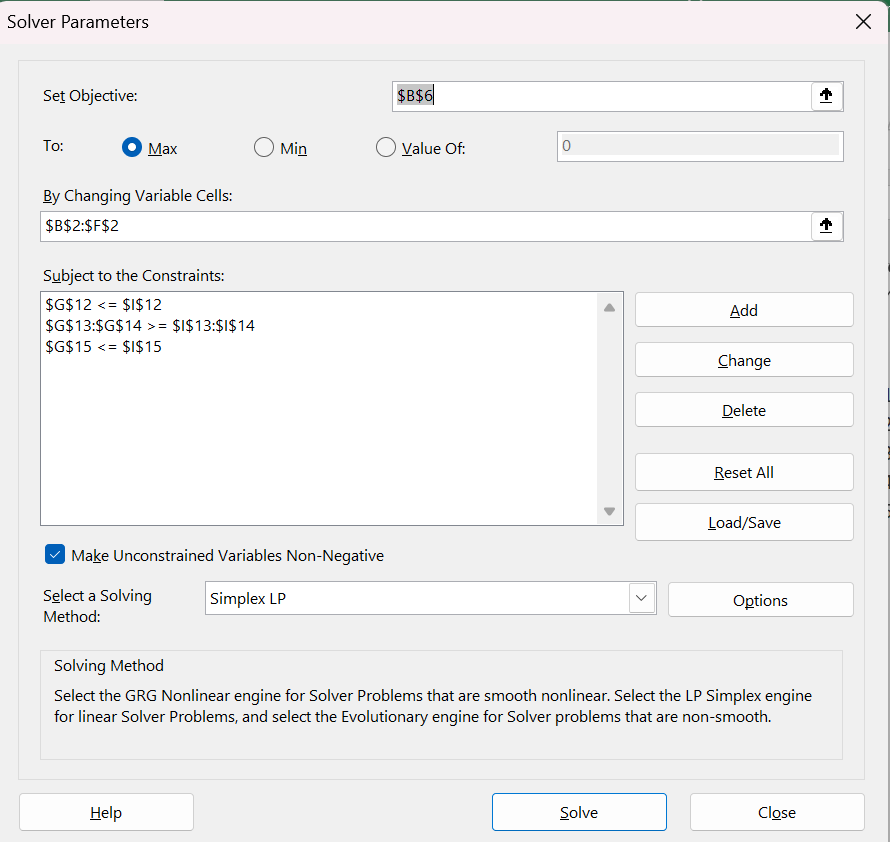 Solver Parameters
Set Objective:
$B$6
To:
Max
Min
Value Of:
0
By Changing Variable Cells:
$B$2:$F$2
Subject to the Constraints:
$G$12 <= $I$12
$G$13:$G$14 >= $I$13:$I$14
$G$15 <= $I$15
Add
Change
Delete
Reset All
Load/Save
Make Unconstrained Variables Non-Negative
Select a Solving
Method:
Simplex LP
Options
Solving Method
Select the GRG Nonlinear engine for Solver Problems that are smooth nonlinear. Select the LP Simplex engine
for linear Solver Problems, and select the Evolutionary engine for Solver problems that are non-smooth.
Help
Solve
Close